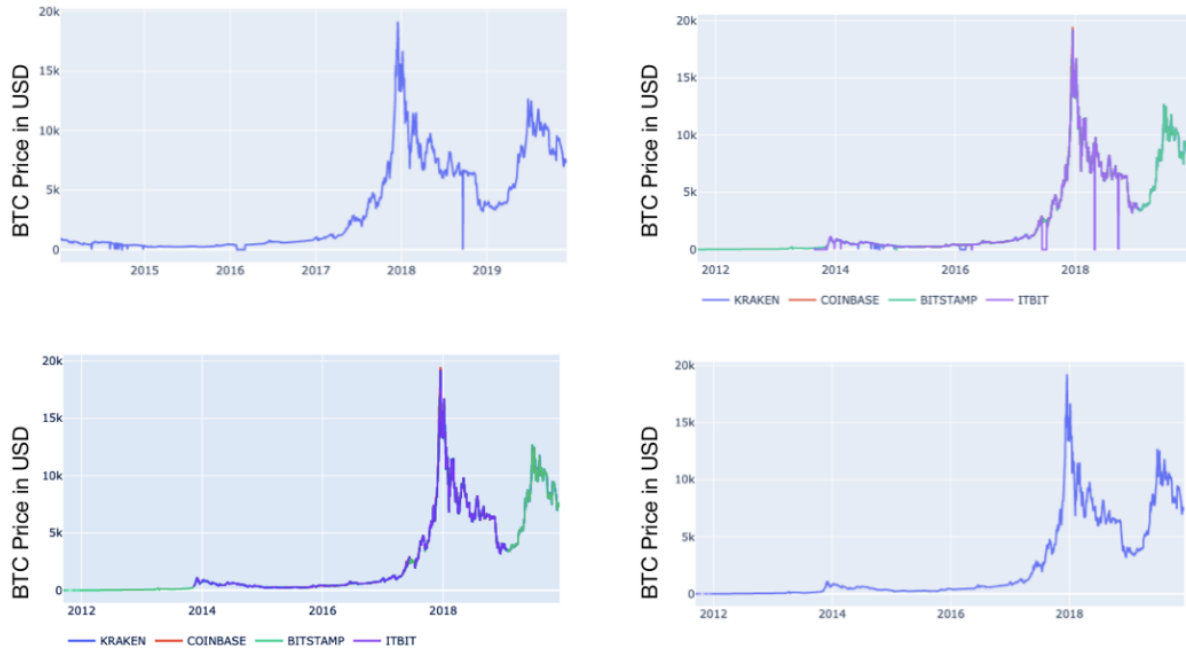 BTC Price in USD
20k
15k
10k
5k
0
2015 2016 2017 2018 2019
BTC Price in USD
20k
15k
10k
5k
0
2012 2014 2016 2018
KRAKEN COINBASE BITSTAMP ITBIT
BTC Price in USD
20k
15k
10k
5k
0
2012 2014 2016 2018
KRAKEN COINBASE BITSTAMP ITBIT
BTC Price in USD
20k
15k
10k
5k
0
2012 2014 2016 2018